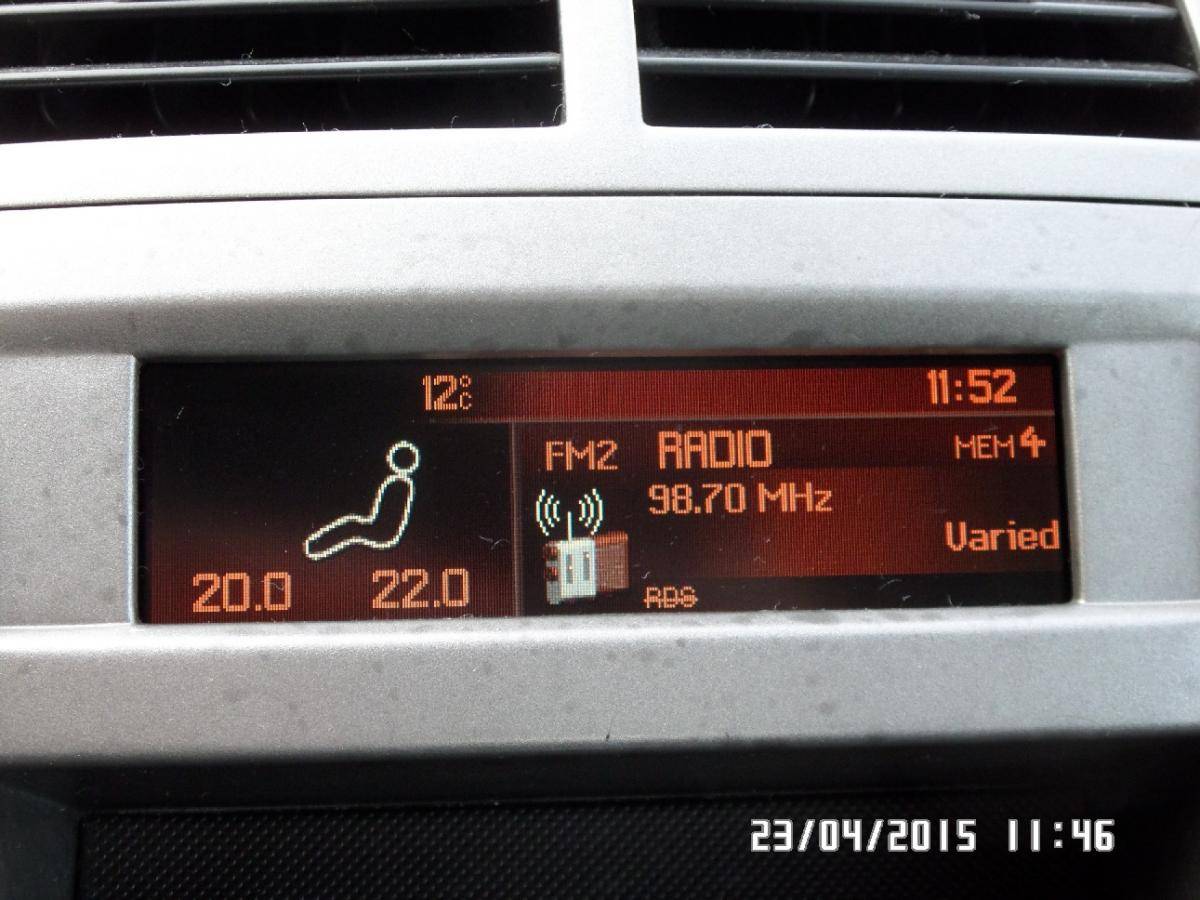 12°C 11:52
FM2 RADIO MEM 4
98.70 MHz
Varied
20.0 22.0 RDS
23/04/2015 11:46